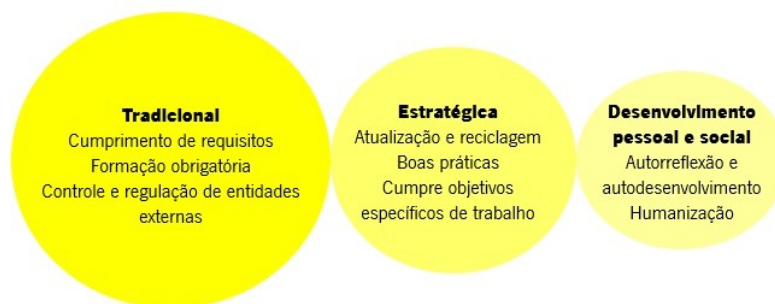 Tradicional
Cumprimento de requisitos
Formação obrigatória
Controle e regulação de entidades
externas
Estratégica
Atualização e reciclagem
Boas práticas
Cumpre objetivos
específicos de trabalho
Desenvolvimento
pessoal e social
Autorreflexão e
autodesenvolvimento
Humanização